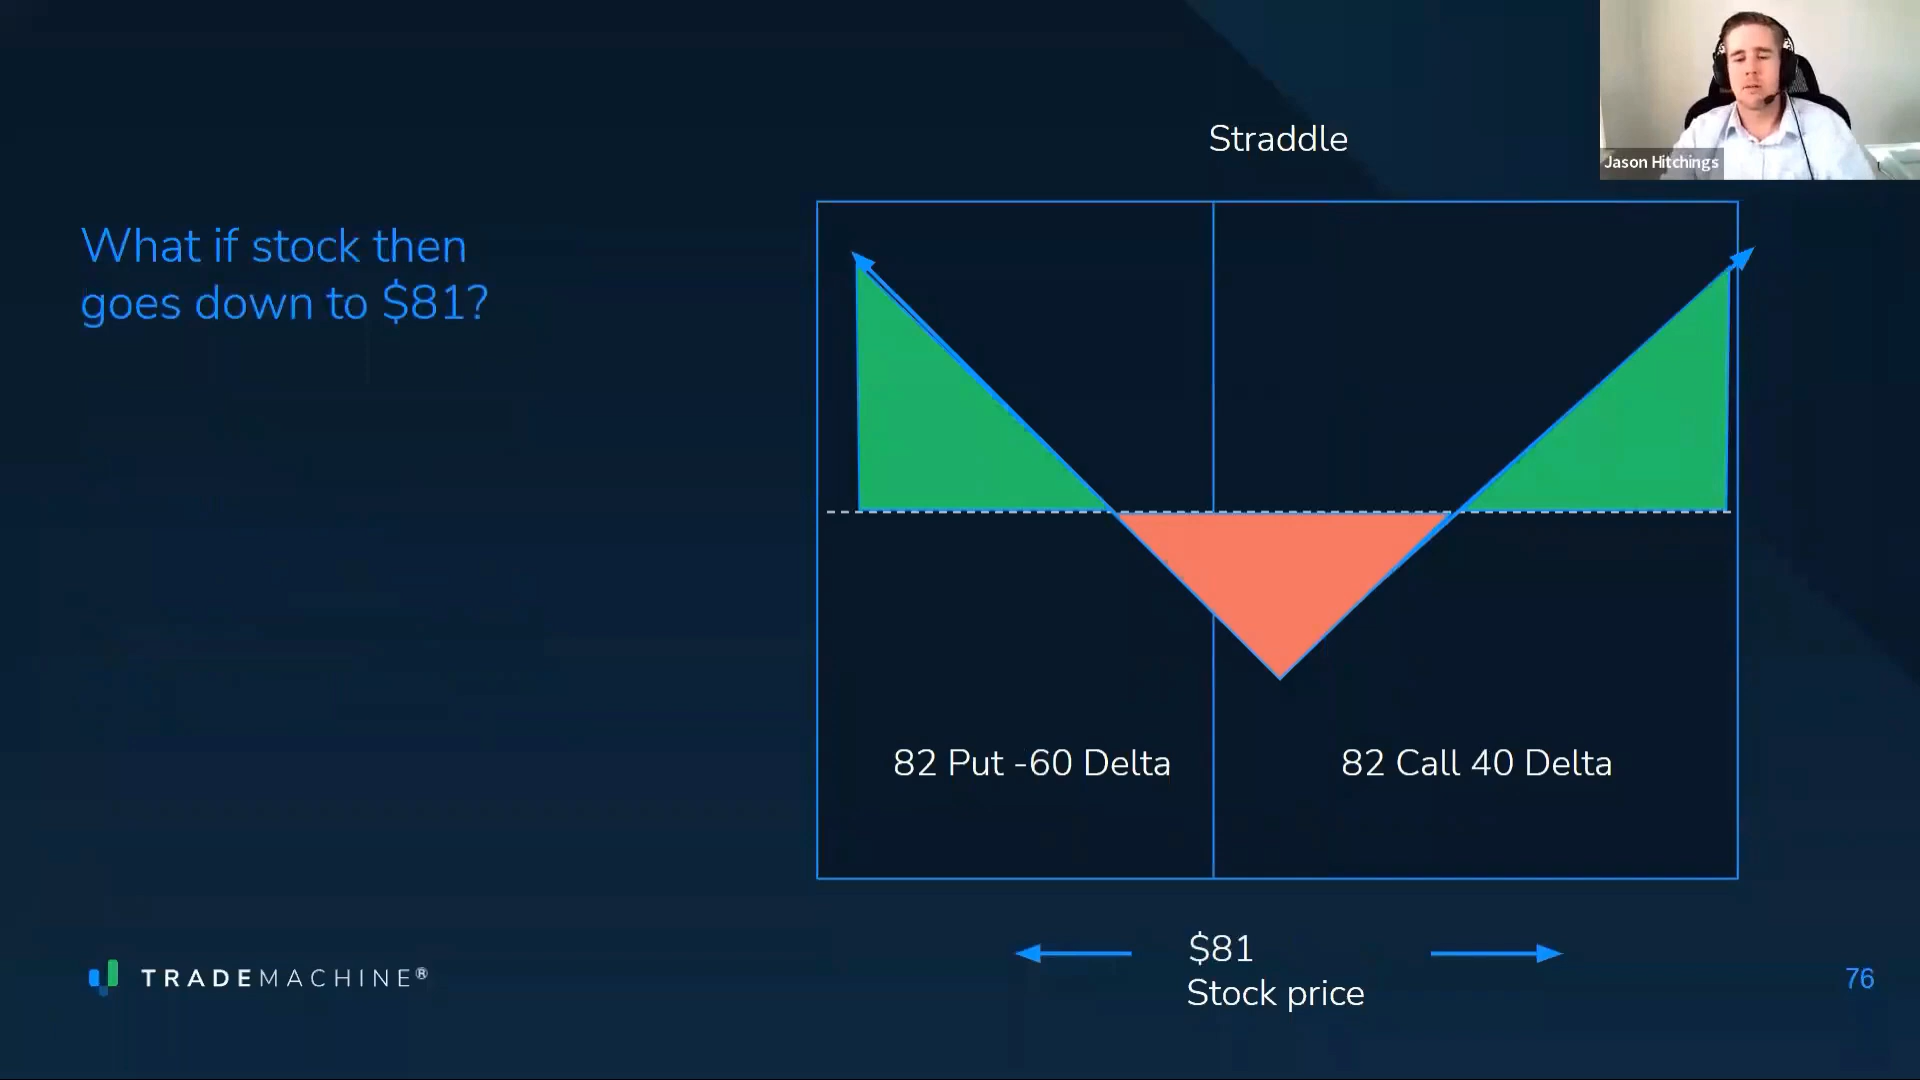 Jason Hitchings
Straddle
What if stock then
goes down to $81?
82 Put -60 Delta
82 Call 40 Delta
$81
Stock price
TRADEMACHINE®
76